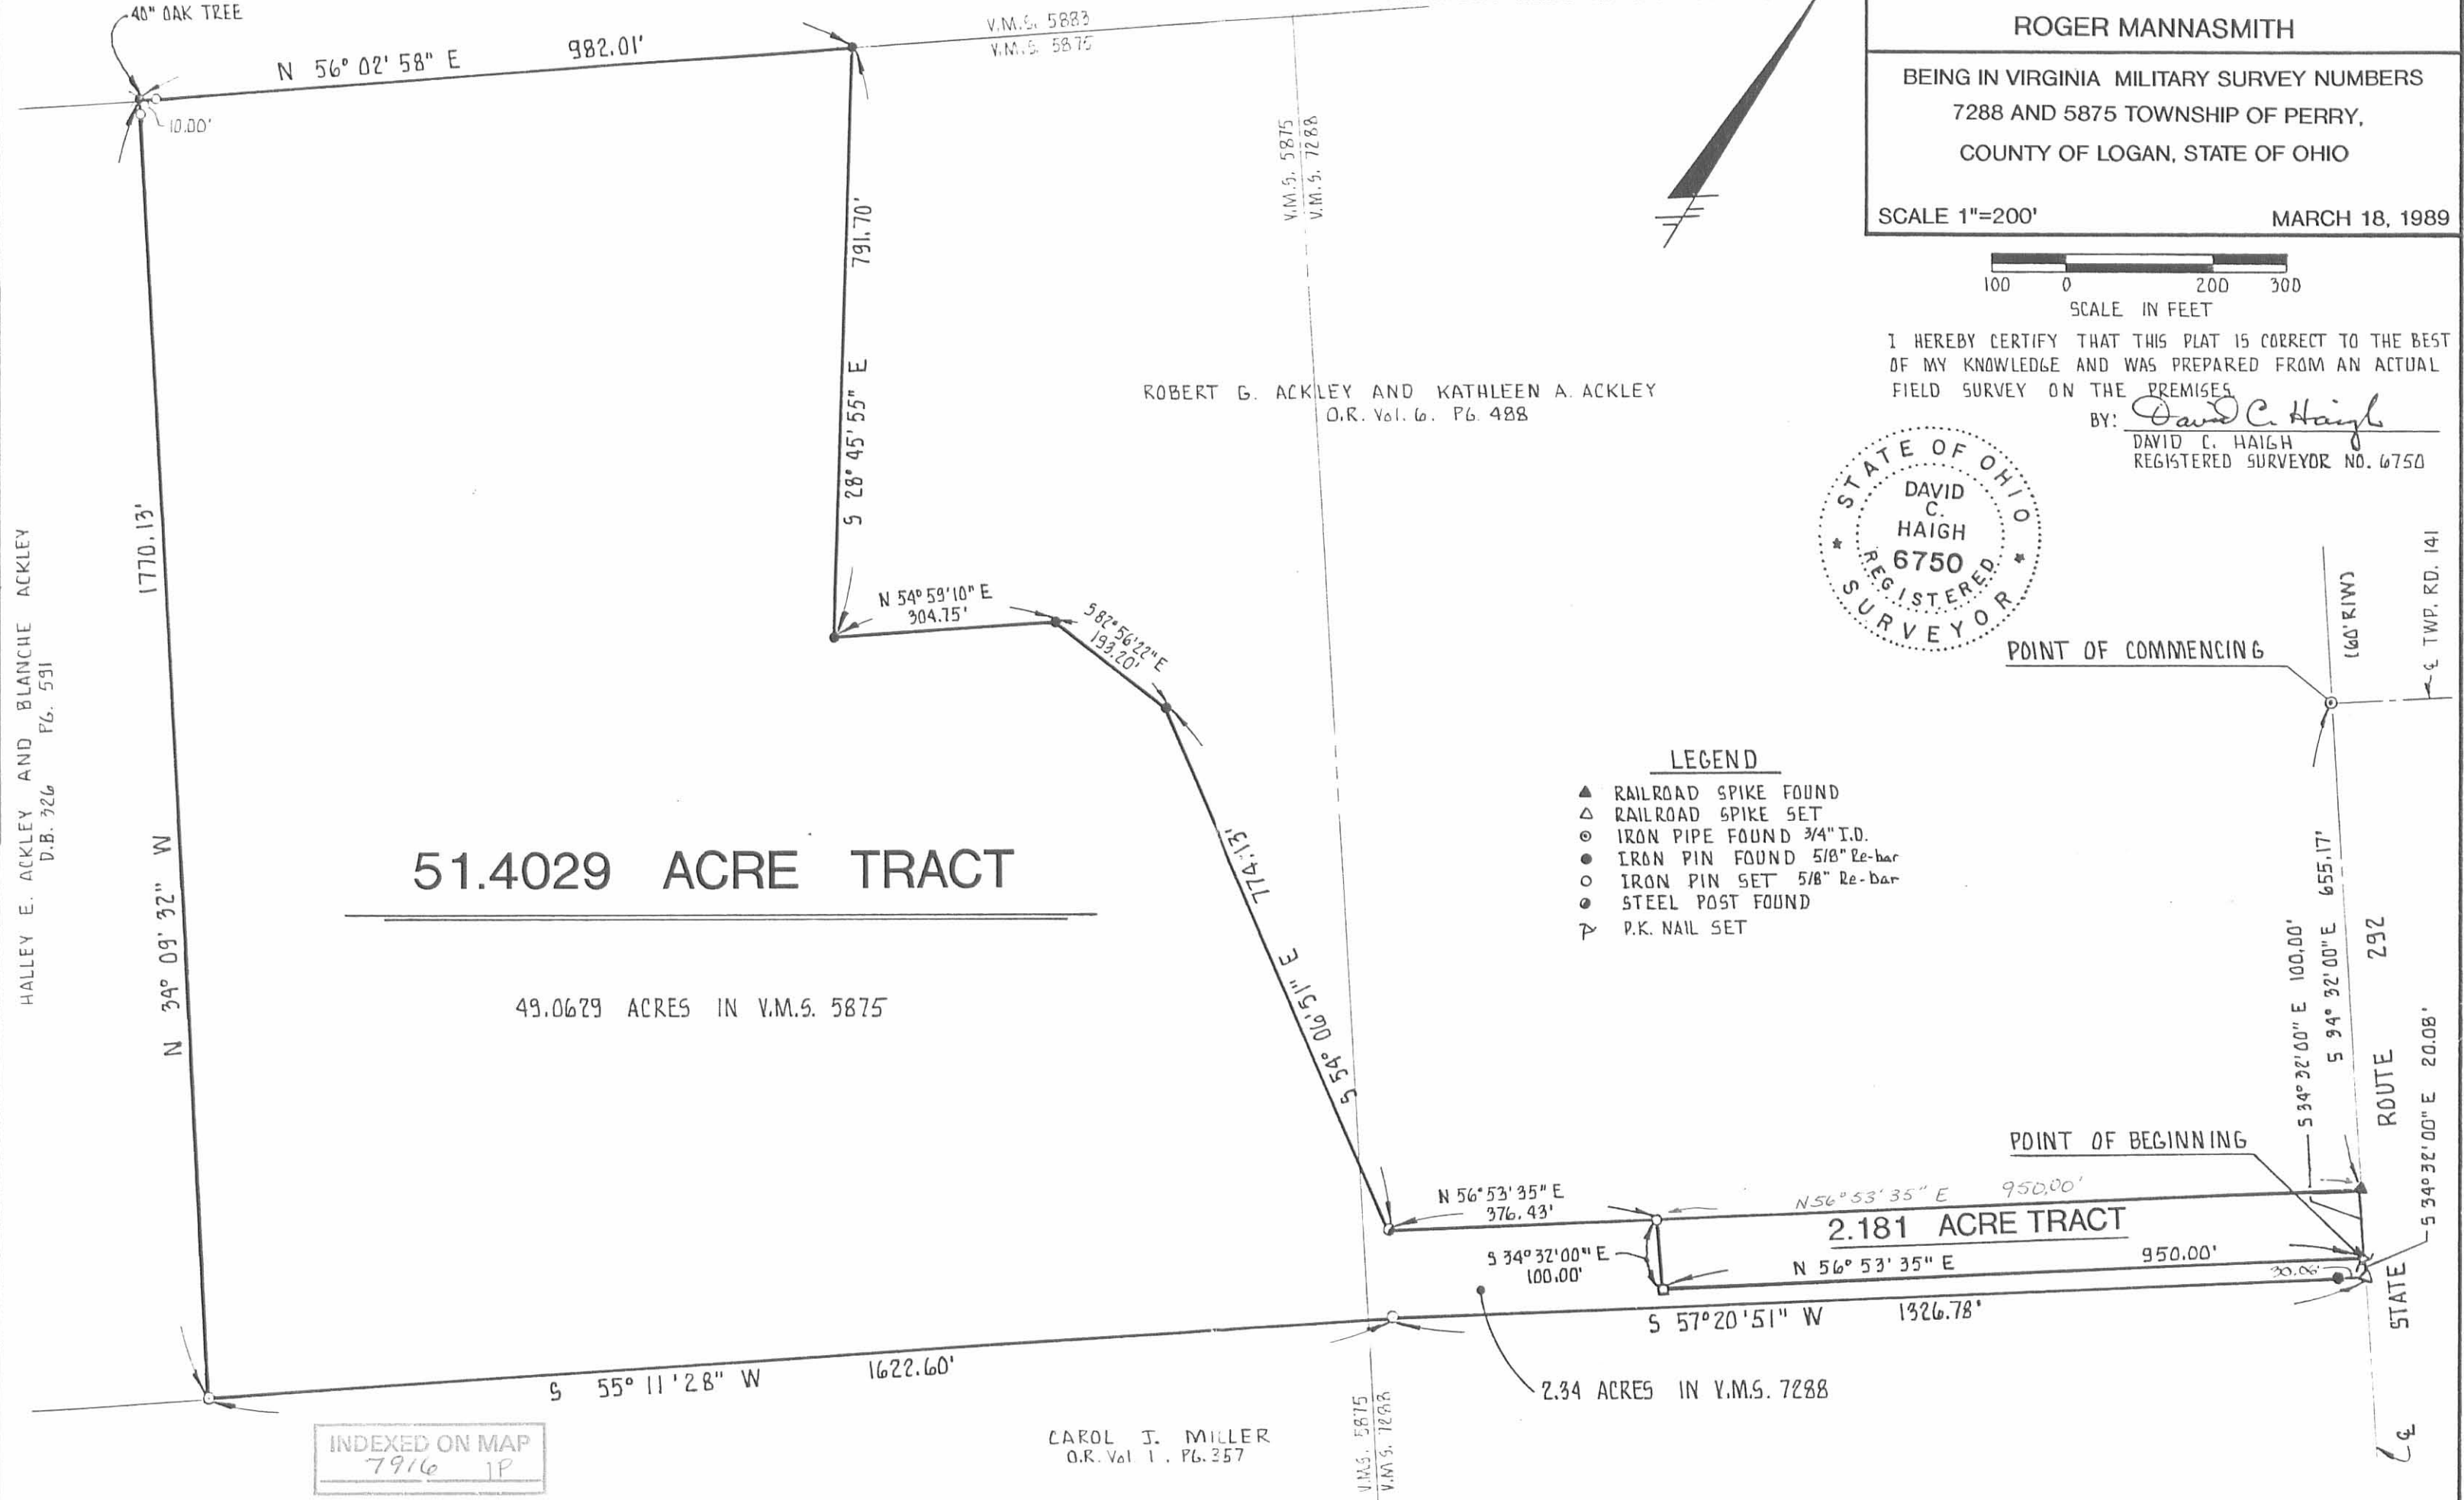 40" OAK TREE
N 56° 02' 58" E 982.01'
10.00'
V.M.S. 5883
V.M.S. 5875
V.M.S. 5875
V.M.S. 7288
ROGER MANNASMITH
BEING IN VIRGINIA MILITARY SURVEY NUMBERS
7288 AND 5875 TOWNSHIP OF PERRY,
COUNTY OF LOGAN, STATE OF OHIO
SCALE 1"=200' MARCH 18, 1989
100 0 200 300
SCALE IN FEET
I HEREBY CERTIFY THAT THIS PLAT IS CORRECT TO THE BEST
OF MY KNOWLEDGE AND WAS PREPARED FROM AN ACTUAL
FIELD SURVEY ON THE PREMISES
BY: David C. Haigh
DAVID C. HAIGH
REGISTERED SURVEYOR NO. 6750
STATE OF OHIO
DAVID
C.
HAIGH
6750
REGISTERED
SURVEYOR
S 28° 45' 55" E 791.70'
ROBERT G. ACKLEY AND KATHLEEN A. ACKLEY
O.R. Vol. 6. PG. 488
1770.13'
N 34° 09' 32" W
HALLEY E. ACKLEY AND BLANCHE ACKLEY
D.B. 326 PG. 591
N 54° 59' 10" E
304.75'
S 82° 56' 22" E
193.20'
774.13'
S 54° 06' 51" E
51.4029 ACRE TRACT
49.0629 ACRES IN V.M.S. 5875
POINT OF COMMENCING
(60' R/W)
℄ TWP. RD. 141
LEGEND
RAILROAD SPIKE FOUND
RAILROAD SPIKE SET
IRON PIPE FOUND 3/4" I.D.
IRON PIN FOUND 5/8" Re-bar
IRON PIN SET 5/8" Re-bar
STEEL POST FOUND
P.K. NAIL SET
S 34° 32' 00" E 100.00'
S 34° 32' 00" E 655.17'
STATE ROUTE 292
S 34° 32' 00" E 20.08'
POINT OF BEGINNING
N 56° 53' 35" E
376.43'
N 56° 53' 35" E 950.00'
2.181 ACRE TRACT
S 34° 32' 00" E
100.00'
N 56° 53' 35" E 950.00'
30.06'
S 57° 20' 51" W 1326.78'
2.34 ACRES IN V.M.S. 7288
S 55° 11' 28" W 1622.60'
CAROL J. MILLER
O.R. Vol 1. PG. 357
V.M.S. 5875
V.M.S. 7288
℄
INDEXED ON MAP
7916 1P